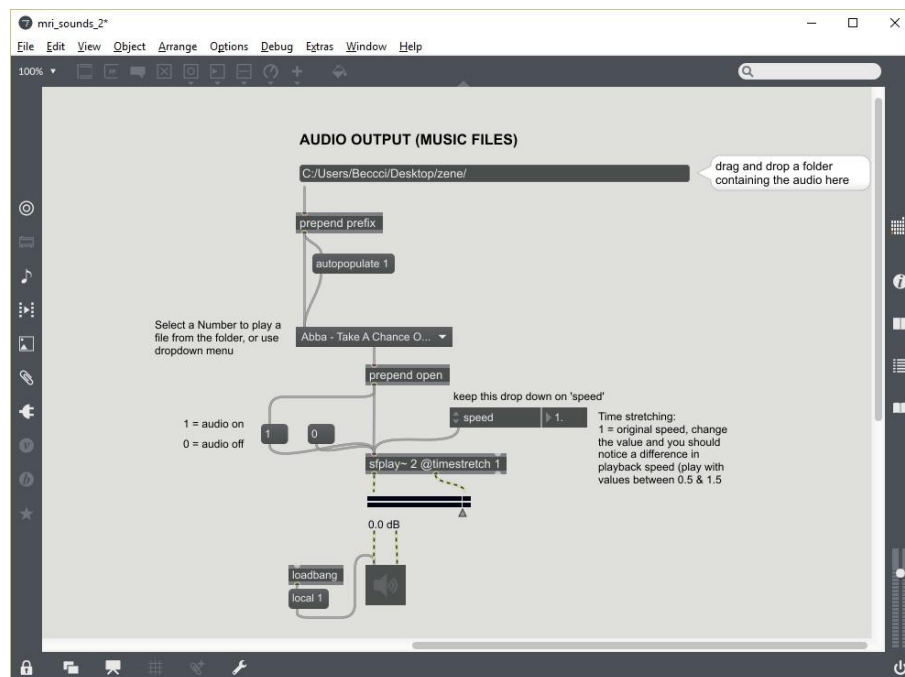 mri_sounds_2*
File Edit View Object Arrange Options Debug Extras Window Help
100%
AUDIO OUTPUT (MUSIC FILES)
C:/Users/Beccci/Desktop/zene/
drag and drop a folder
containing the audio here
prepend prefix
autopopulate 1
Select a Number to play a
file from the folder, or use
dropdown menu
Abba - Take A Chance O...
prepend open
keep this drop down on 'speed'
1 = audio on
0 = audio off
1
0
speed
1.
Time stretching:
1 = original speed, change
the value and you should
notice a difference in
playback speed (play with
values between 0.5 & 1.5
sfplay~ 2 @timestretch 1
0.0 dB
loadbang
local 1